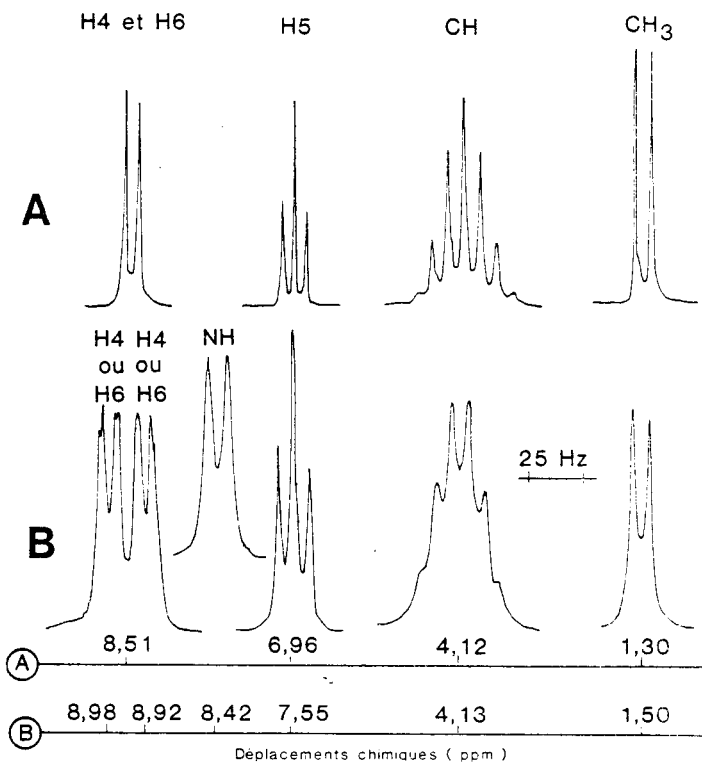 H4 et H6 H5 CH CH3
A
H4 H4 NH
ou ou
H6 H6
25 Hz
B
8,51 6,96 4,12 1,30
A
8,98 8,92 8,42 7,55 4,13 1,50
B
Déplacements chimiques ( ppm )